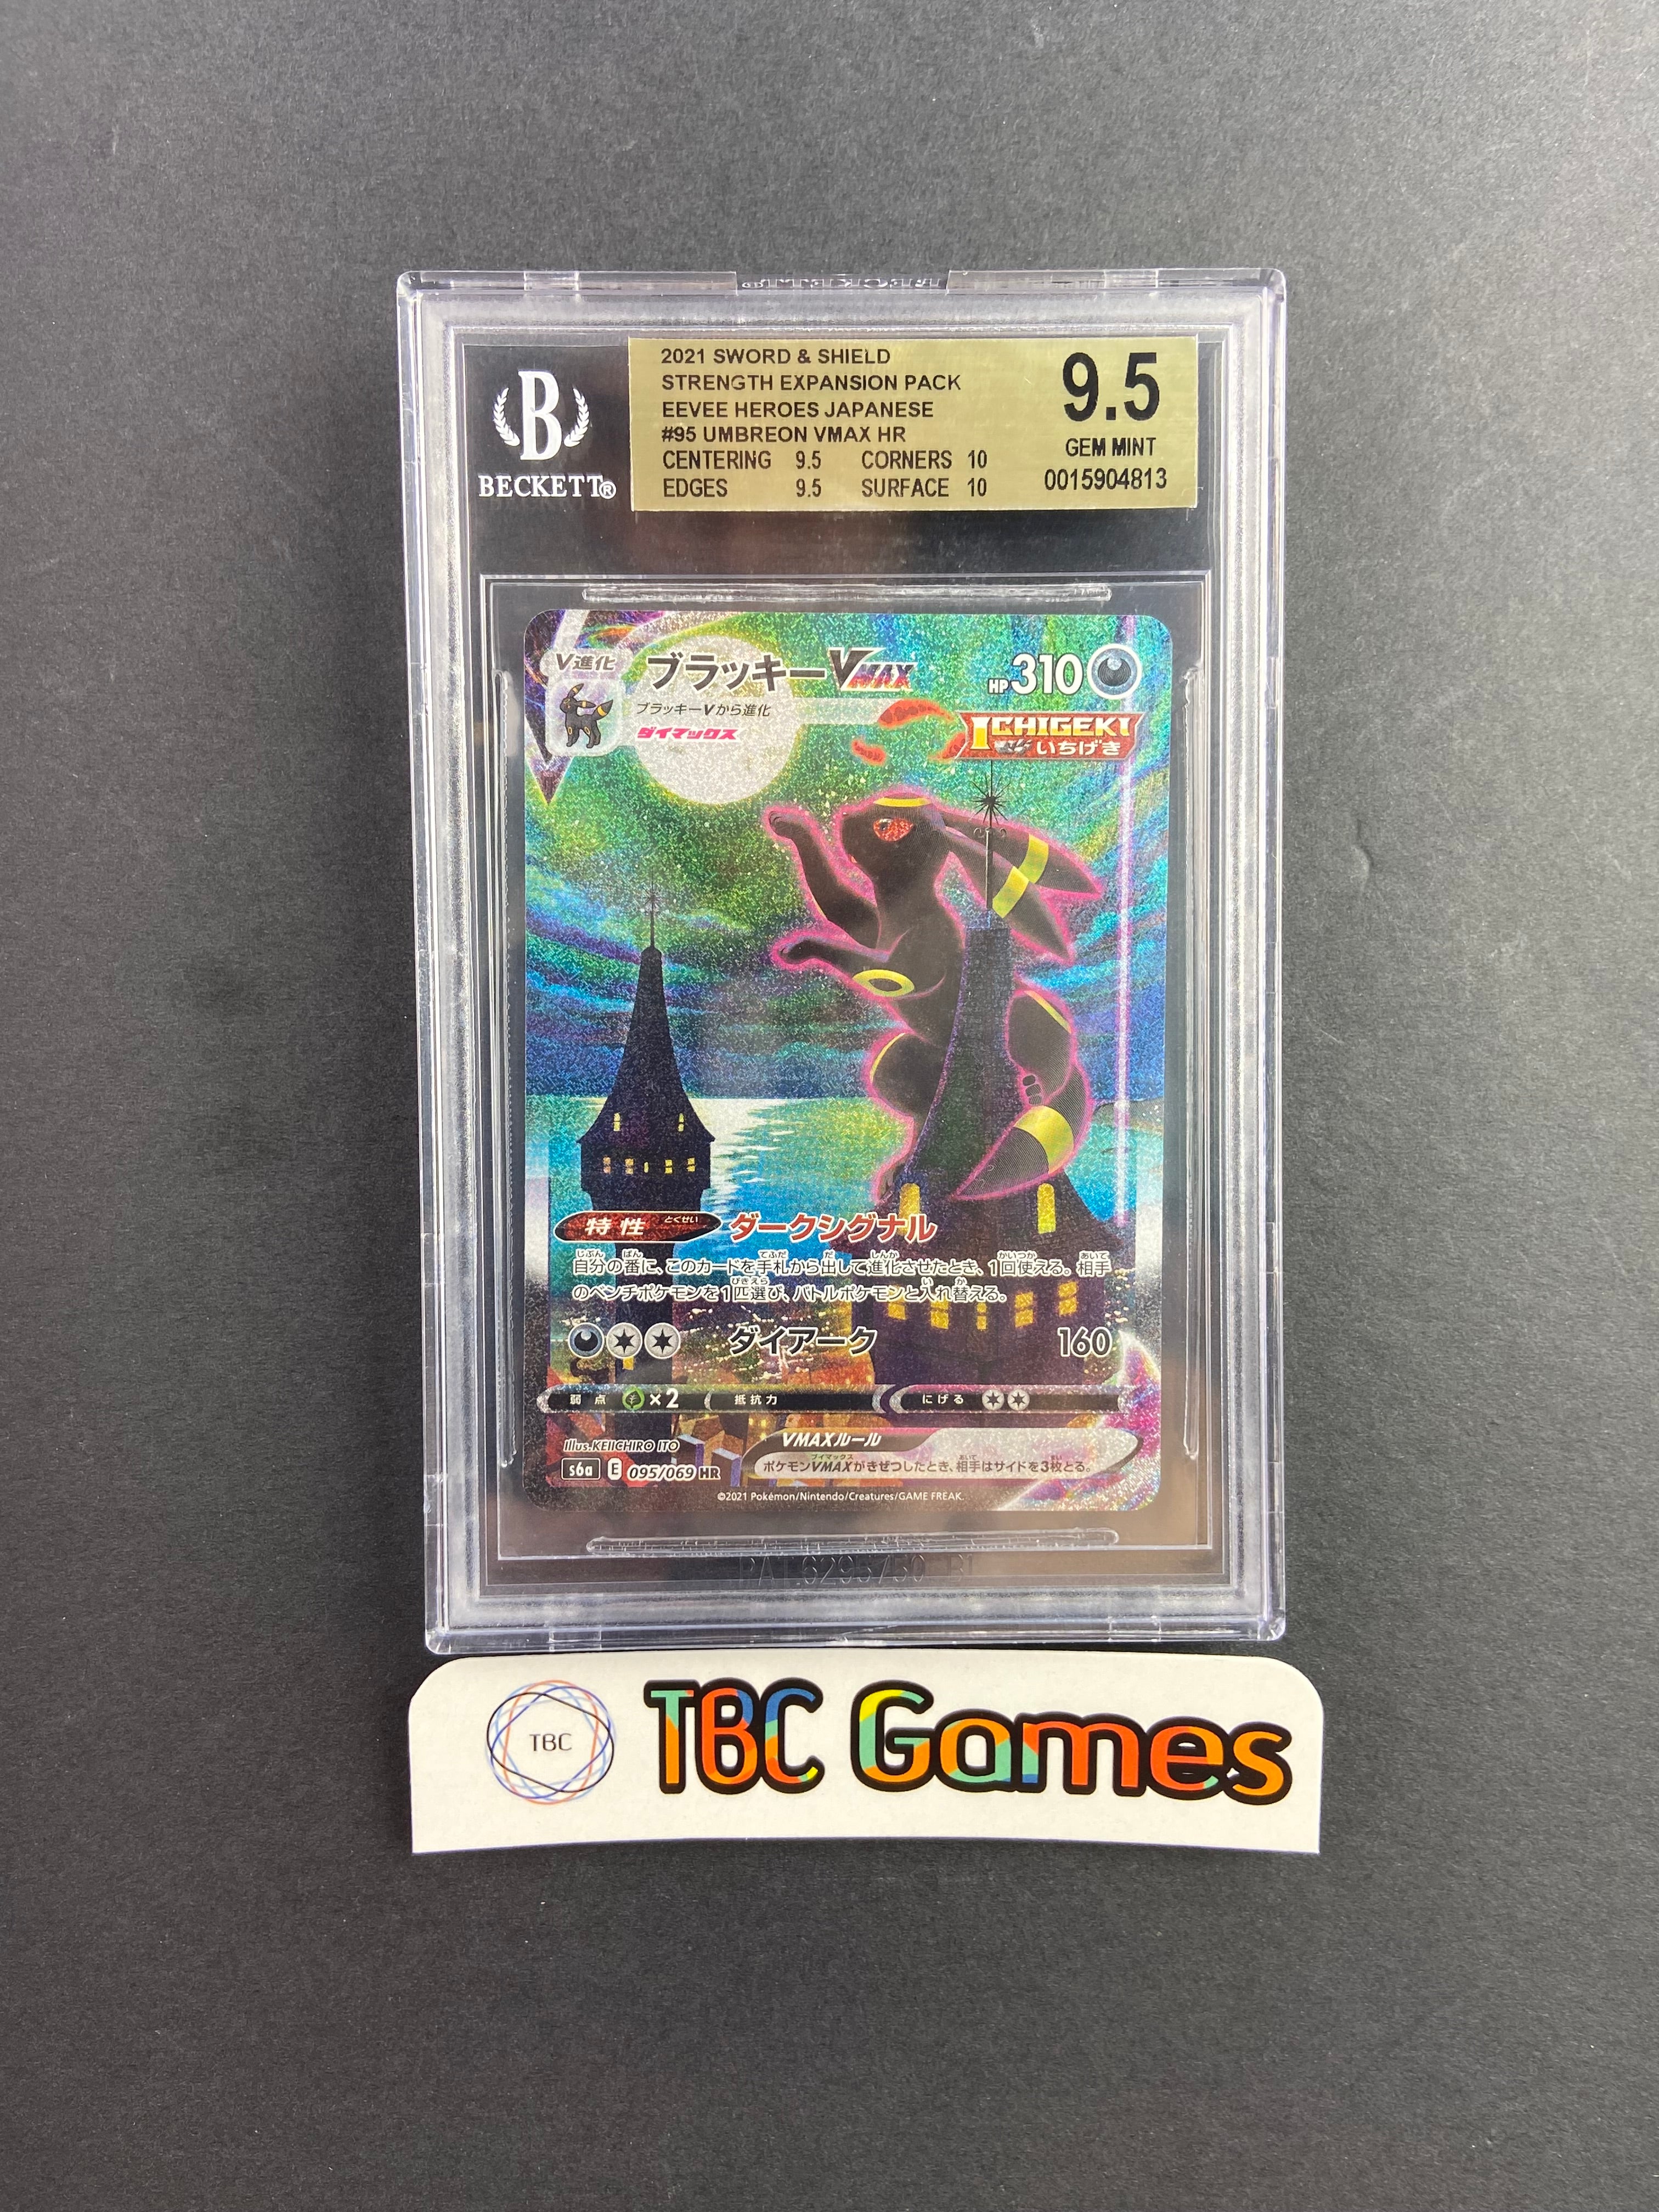 B
BECKETT®
2021 SWORD & SHIELD
STRENGTH EXPANSION PACK
EEVEE HEROES JAPANESE
#95 UMBREON VMAX HR
CENTERING 9.5 CORNERS 10
EDGES 9.5 SURFACE 10
9.5
GEM MINT
0015904813
V進化
ブラッキーVMAX
HP310
ブラッキーVから進化
ダイマックス
ICHIGEKI
いちげき
特性 とくせい ダークシグナル
自分の番に、このカードを手札から出して進化させたとき、1回使える。相手
のベンチポケモンを1匹選び、バトルポケモンと入れ替える。
ダイアーク 160
弱点 ×2 抵抗力 にげる
Illus.KEIICHIRO ITO
VMAXルール
s6a E 095/069 HR
ポケモンVMAXがきぜつしたとき、相手はサイドを3枚とる。
©2021 Pokémon/Nintendo/Creatures/GAME FREAK.
TBC
TBC Games